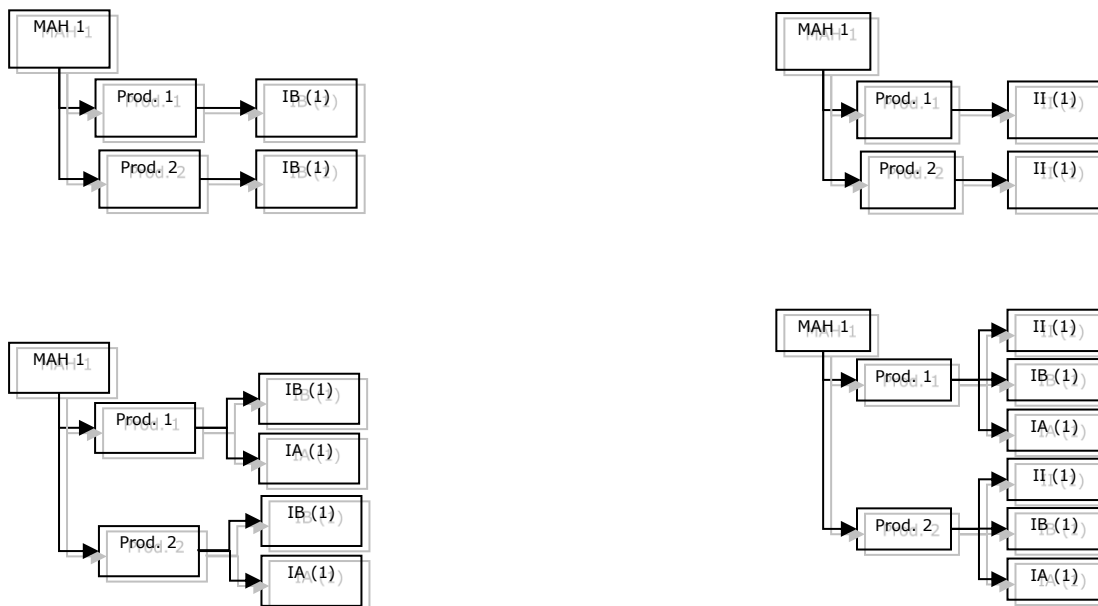 MAH 1
Prod. 1
IB (1)
Prod. 2
IB (1)
MAH 1
Prod. 1
II (1)
Prod. 2
II (1)
MAH 1
Prod. 1
IB (1)
IA (1)
Prod. 2
IB (1)
IA (1)
MAH 1
Prod. 1
II (1)
IB (1)
IA (1)
Prod. 2
II (1)
IB (1)
IA (1)